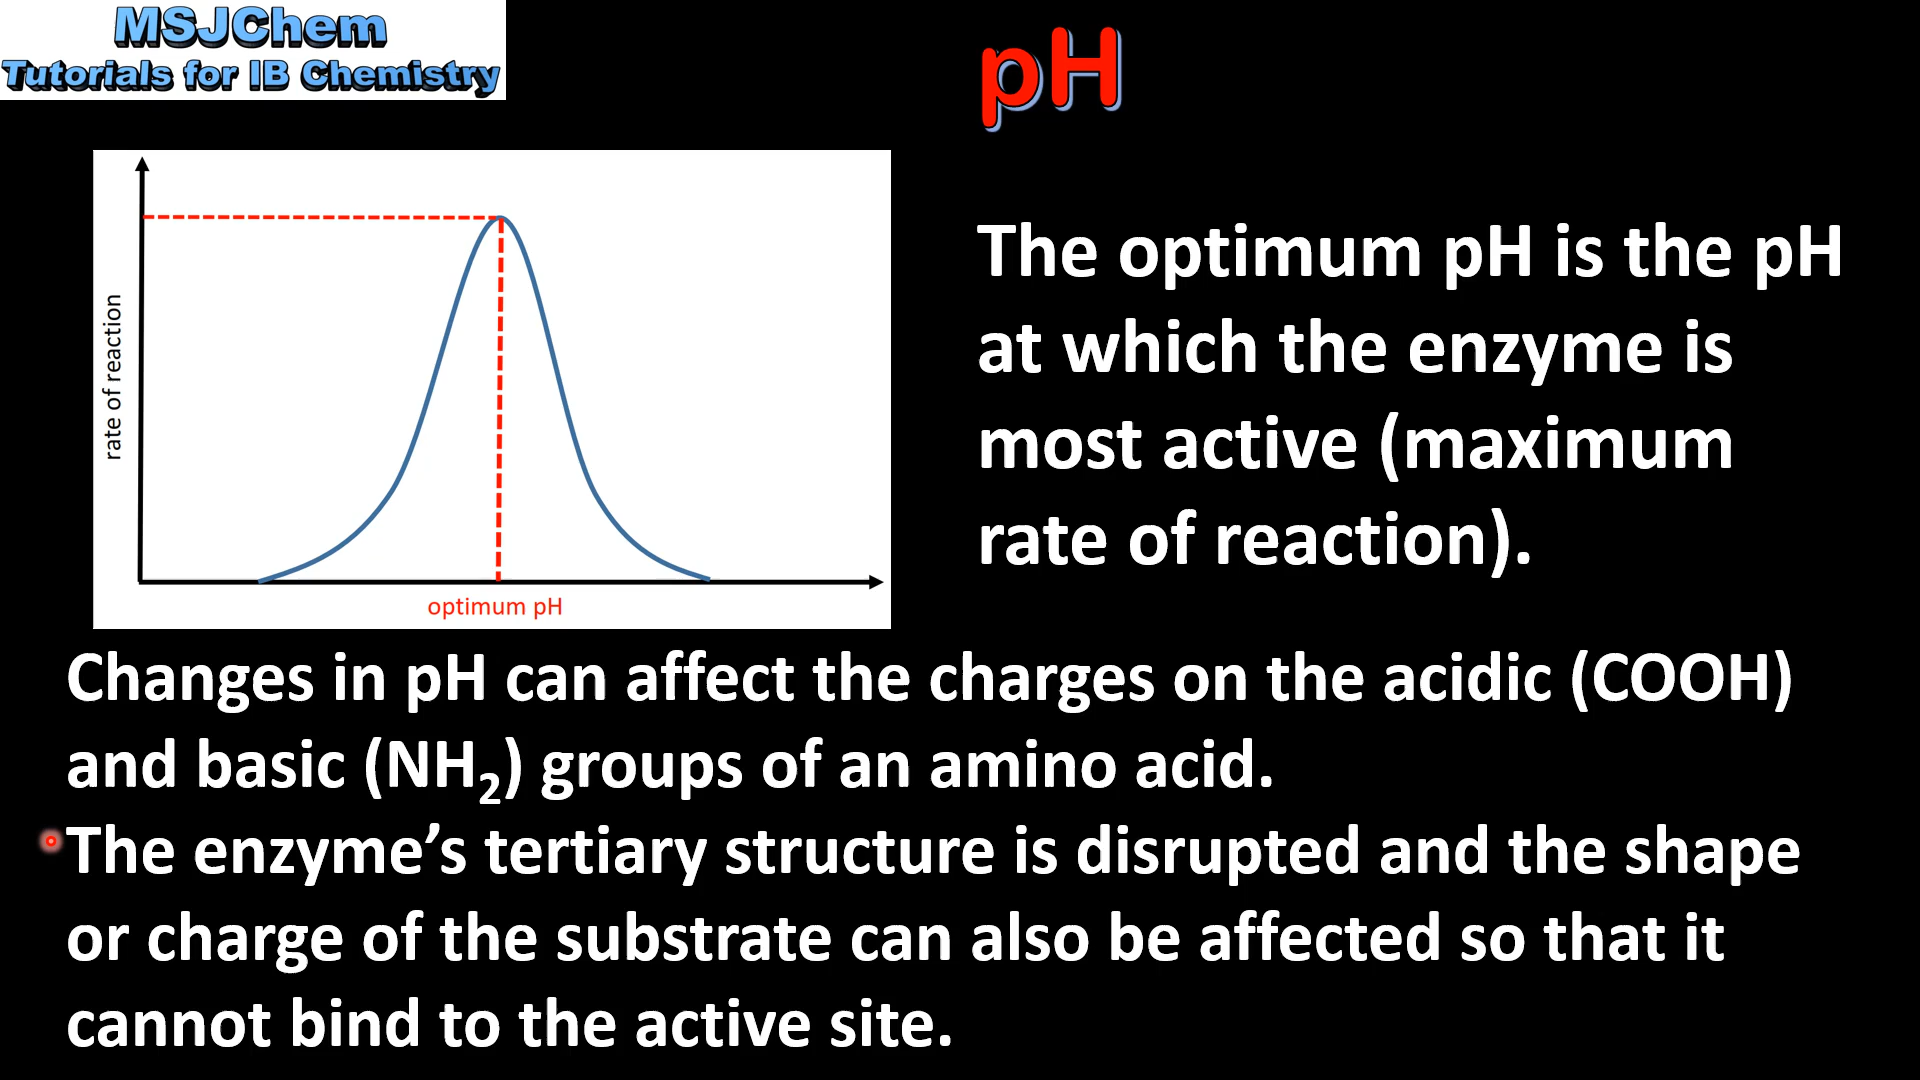 MSJChem
Tutorials for IB Chemistry
pH
rate of reaction
optimum pH
The optimum pH is the pH
at which the enzyme is
most active (maximum
rate of reaction).
Changes in pH can affect the charges on the acidic (COOH)
and basic (NH₂) groups of an amino acid.
The enzyme’s tertiary structure is disrupted and the shape
or charge of the substrate can also be affected so that it
cannot bind to the active site.